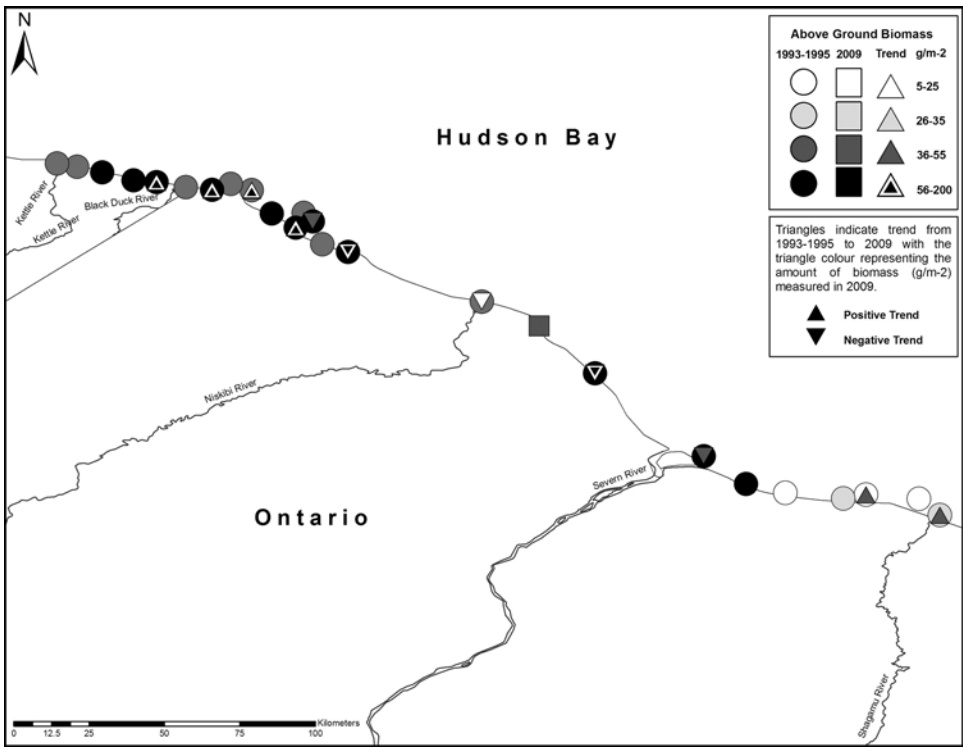 N
Above Ground Biomass
1993-1995 2009 Trend g/m-2
5-25
26-35
36-55
56-200
Triangles indicate trend from
1993-1995 to 2009 with the
triangle colour representing the
amount of biomass (g/m-2)
measured in 2009.
Positive Trend
Negative Trend
Hudson Bay
Kettle River
Black Duck River
Kettle River
Niskibi River
Severn River
Ontario
Shagamu River
Kilometers
0 12.5 25 50 75 100